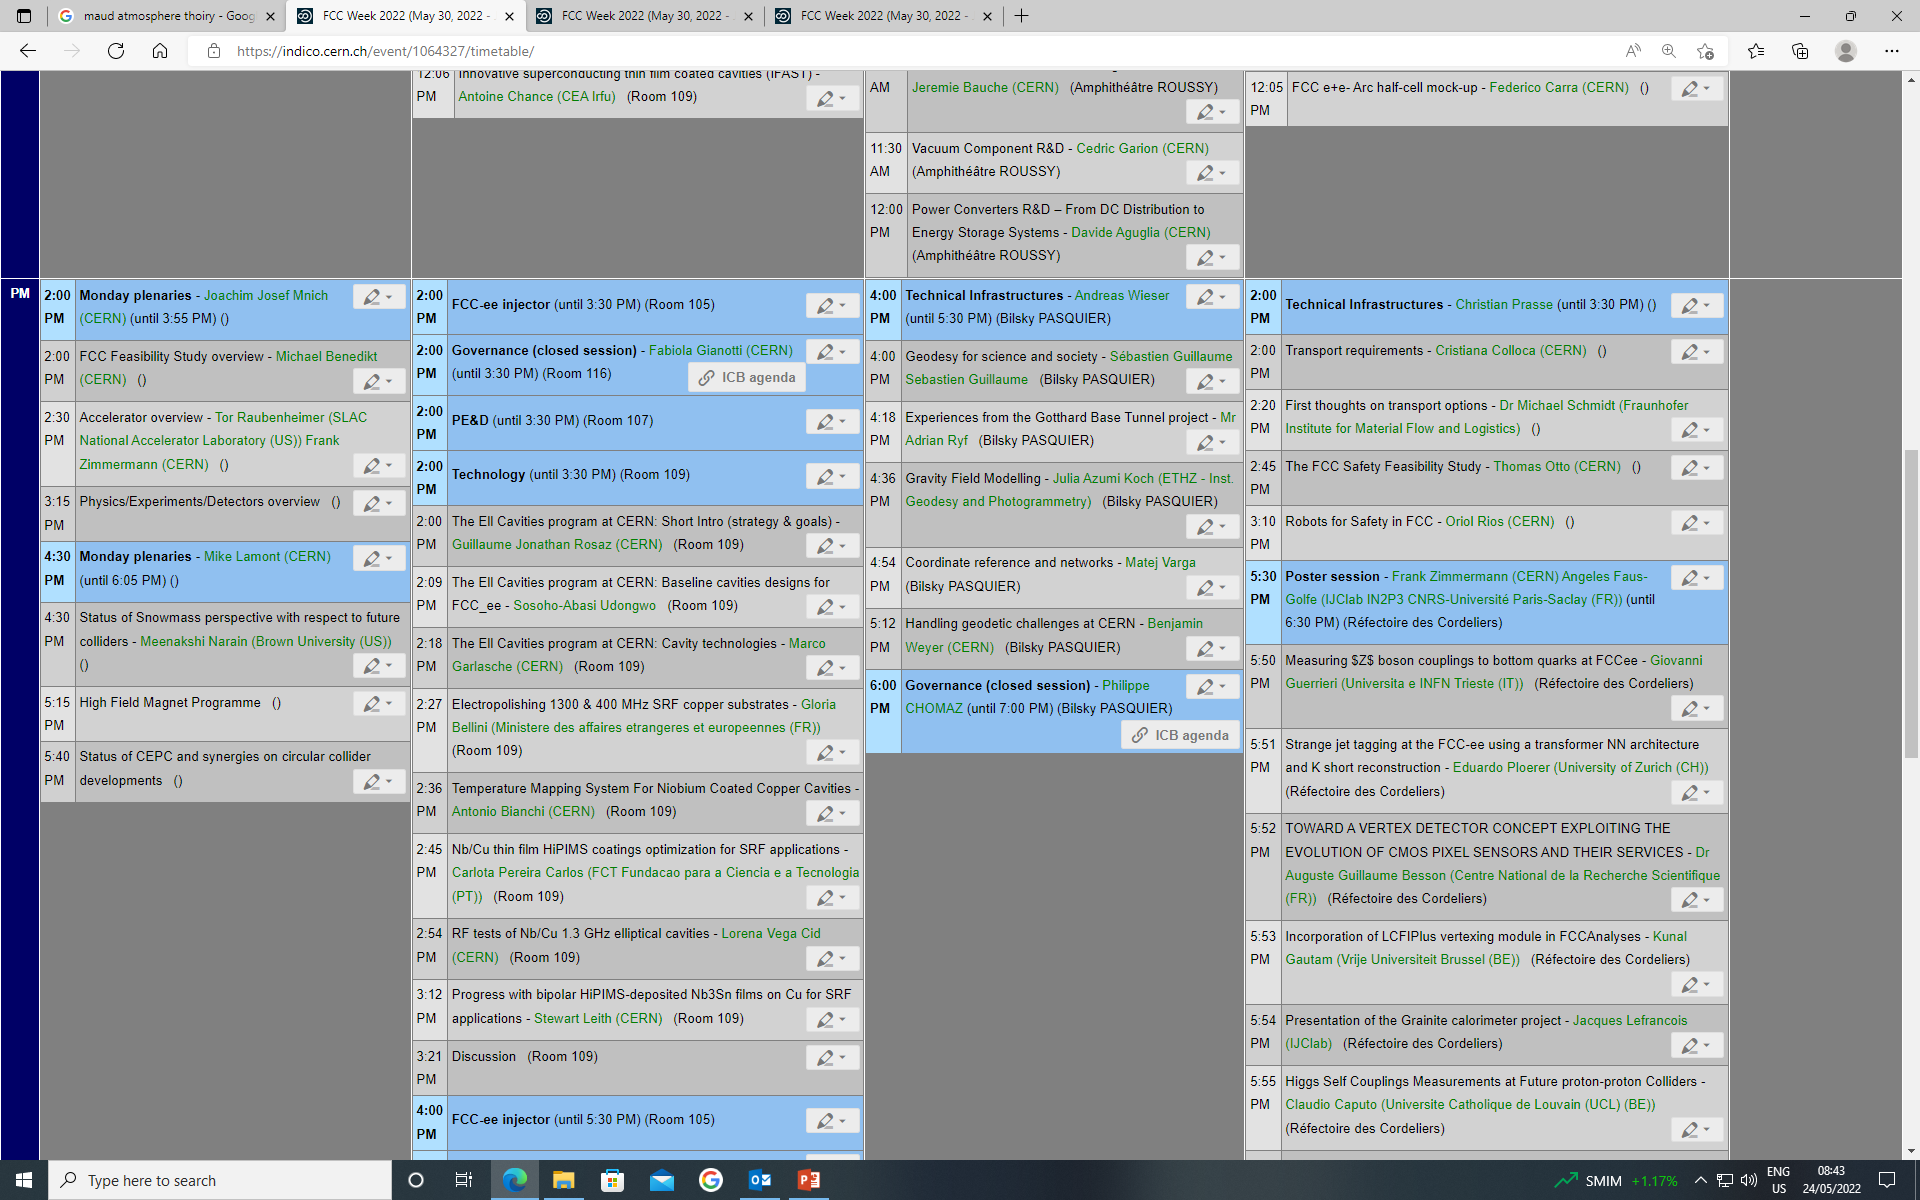 maud atmosphere thoiry - Goog
FCC Week 2022 (May 30, 2022 - 
FCC Week 2022 (May 30, 2022 - 
FCC Week 2022 (May 30, 2022 - 
https://indico.cern.ch/event/1064327/timetable/
12:06 PM
Innovative superconducting thin film coated cavities (IFAST) -
Antoine Chance (CEA Irfu) (Room 109)
AM
Jeremie Bauche (CERN) (Amphithéâtre ROUSSY)
11:30 AM
Vacuum Component R&D - Cedric Garion (CERN)
(Amphithéâtre ROUSSY)
12:00 PM
Power Converters R&D – From DC Distribution to
Energy Storage Systems - Davide Aguglia (CERN)
(Amphithéâtre ROUSSY)
12:05 PM
FCC e+e- Arc half-cell mock-up - Federico Carra (CERN) ()
PM
2:00 PM
Monday plenaries - Joachim Josef Mnich
(CERN) (until 3:55 PM) ()
2:00 PM
FCC Feasibility Study overview - Michael Benedikt
(CERN) ()
2:30 PM
Accelerator overview - Tor Raubenheimer (SLAC
National Accelerator Laboratory (US)) Frank
Zimmermann (CERN) ()
3:15 PM
Physics/Experiments/Detectors overview ()
4:30 PM
Monday plenaries - Mike Lamont (CERN)
(until 6:05 PM) ()
4:30 PM
Status of Snowmass perspective with respect to future
colliders - Meenakshi Narain (Brown University (US))
()
5:15 PM
High Field Magnet Programme ()
5:40 PM
Status of CEPC and synergies on circular collider
developments ()
2:00 PM
FCC-ee injector (until 3:30 PM) (Room 105)
2:00 PM
Governance (closed session) - Fabiola Gianotti (CERN)
(until 3:30 PM) (Room 116)
ICB agenda
2:00 PM
PE&D (until 3:30 PM) (Room 107)
2:00 PM
Technology (until 3:30 PM) (Room 109)
2:00 PM
The Ell Cavities program at CERN: Short Intro (strategy & goals) -
Guillaume Jonathan Rosaz (CERN) (Room 109)
2:09 PM
The Ell Cavities program at CERN: Baseline cavities designs for
FCC_ee - Sosoho-Abasi Udongwo (Room 109)
2:18 PM
The Ell Cavities program at CERN: Cavity technologies - Marco
Garlasche (CERN) (Room 109)
2:27 PM
Electropolishing 1300 & 400 MHz SRF copper substrates - Gloria
Bellini (Ministere des affaires etrangeres et europeennes (FR))
(Room 109)
2:36 PM
Temperature Mapping System For Niobium Coated Copper Cavities -
Antonio Bianchi (CERN) (Room 109)
2:45 PM
Nb/Cu thin film HiPIMS coatings optimization for SRF applications -
Carlota Pereira Carlos (FCT Fundacao para a Ciencia e a Tecnologia
(PT)) (Room 109)
2:54 PM
RF tests of Nb/Cu 1.3 GHz elliptical cavities - Lorena Vega Cid
(CERN) (Room 109)
3:12 PM
Progress with bipolar HiPIMS-deposited Nb3Sn films on Cu for SRF
applications - Stewart Leith (CERN) (Room 109)
3:21 PM
Discussion (Room 109)
4:00 PM
FCC-ee injector (until 5:30 PM) (Room 105)
4:00 PM
Technical Infrastructures - Andreas Wieser
(until 5:30 PM) (Bilsky PASQUIER)
4:00 PM
Geodesy for science and society - Sébastien Guillaume
Sebastien Guillaume (Bilsky PASQUIER)
4:18 PM
Experiences from the Gotthard Base Tunnel project - Mr
Adrian Ryf (Bilsky PASQUIER)
4:36 PM
Gravity Field Modelling - Julia Azumi Koch (ETHZ - Inst.
Geodesy and Photogrammetry) (Bilsky PASQUIER)
4:54 PM
Coordinate reference and networks - Matej Varga
(Bilsky PASQUIER)
5:12 PM
Handling geodetic challenges at CERN - Benjamin
Weyer (CERN) (Bilsky PASQUIER)
6:00 PM
Governance (closed session) - Philippe
CHOMAZ (until 7:00 PM) (Bilsky PASQUIER)
ICB agenda
2:00 PM
Technical Infrastructures - Christian Prasse (until 3:30 PM) ()
2:00 PM
Transport requirements - Cristiana Colloca (CERN) ()
2:20 PM
First thoughts on transport options - Dr Michael Schmidt (Fraunhofer
Institute for Material Flow and Logistics) ()
2:45 PM
The FCC Safety Feasibility Study - Thomas Otto (CERN) ()
3:10 PM
Robots for Safety in FCC - Oriol Rios (CERN) ()
5:30 PM
Poster session - Frank Zimmermann (CERN) Angeles Faus-
Golfe (IJClab IN2P3 CNRS-Université Paris-Saclay (FR)) (until
6:30 PM) (Réfectoire des Cordeliers)
5:50 PM
Measuring $Z$ boson couplings to bottom quarks at FCCee - Giovanni
Guerrieri (Universita e INFN Trieste (IT)) (Réfectoire des Cordeliers)
5:51 PM
Strange jet tagging at the FCC-ee using a transformer NN architecture
and K short reconstruction - Eduardo Ploerer (University of Zurich (CH))
(Réfectoire des Cordeliers)
5:52 PM
TOWARD A VERTEX DETECTOR CONCEPT EXPLOITING THE
EVOLUTION OF CMOS PIXEL SENSORS AND THEIR SERVICES - Dr
Auguste Guillaume Besson (Centre National de la Recherche Scientifique
(FR)) (Réfectoire des Cordeliers)
5:53 PM
Incorporation of LCFIPlus vertexing module in FCCAnalyses - Kunal
Gautam (Vrije Universiteit Brussel (BE)) (Réfectoire des Cordeliers)
5:54 PM
Presentation of the Grainite calorimeter project - Jacques Lefrancois
(IJClab) (Réfectoire des Cordeliers)
5:55 PM
Higgs Self Couplings Measurements at Future proton-proton Colliders -
Claudio Caputo (Universite Catholique de Louvain (UCL) (BE))
(Réfectoire des Cordeliers)
Type here to search
SMIM +1.17%
ENG
US
08:43
24/05/2022